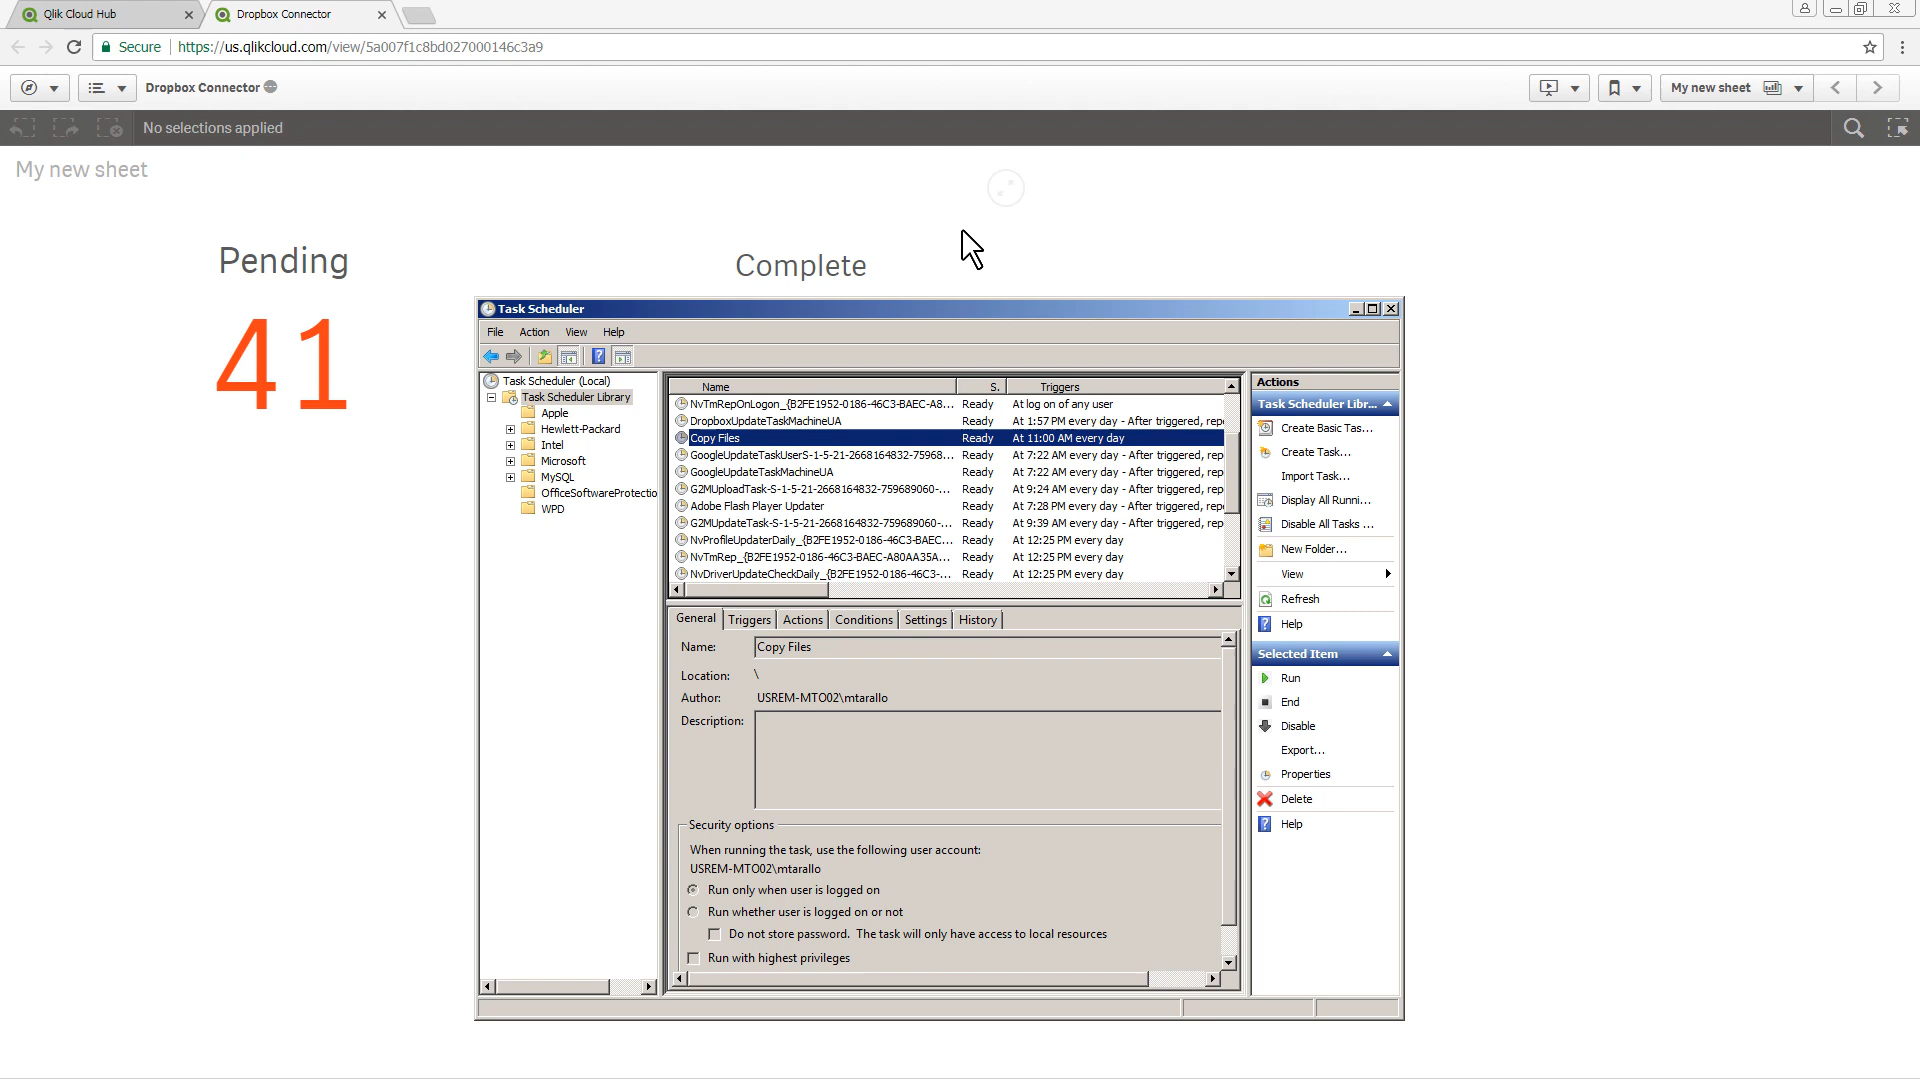 Qlik Cloud Hub
Dropbox Connector
Secure
https://us.qlikcloud.com/view/5a007f1c8bd027000146c3a9
Dropbox Connector
My new sheet
No selections applied
My new sheet
Pending
Complete
41
Task Scheduler
File Action View Help
Task Scheduler (Local)
Task Scheduler Library
Apple
Hewlett-Packard
Intel
Microsoft
MySQL
OfficeSoftwareProtectio
WPD
Name S. Triggers
NvTmRepOnLogon_{B2FE1952-0186-46C3-BAEC-A8... Ready At log on of any user
DropboxUpdateTaskMachineUA Ready At 1:57 PM every day - After triggered, rep
Copy Files Ready At 11:00 AM every day
GoogleUpdateTaskUserS-1-5-21-2668164832-75968... Ready At 7:22 AM every day - After triggered, rep
GoogleUpdateTaskMachineUA Ready At 7:22 AM every day - After triggered, rep
G2MUploadTask-S-1-5-21-2668164832-759689060-... Ready At 9:24 AM every day - After triggered, rep
Adobe Flash Player Updater Ready At 7:28 PM every day - After triggered, rep
G2MUpdateTask-S-1-5-21-2668164832-759689060-... Ready At 9:39 AM every day - After triggered, rep
NvProfileUpdaterDaily_{B2FE1952-0186-46C3-BAEC... Ready At 12:25 PM every day
NvTmRep_{B2FE1952-0186-46C3-BAEC-A80AA35A... Ready At 12:25 PM every day
NvDriverUpdateCheckDaily_{B2FE1952-0186-46C3-... Ready At 12:25 PM every day
General Triggers Actions Conditions Settings History
Name: Copy Files
Location: \
Author: USREM-MTO02\mtarallo
Description:
Security options
When running the task, use the following user account:
USREM-MTO02\mtarallo
Run only when user is logged on
Run whether user is logged on or not
Do not store password. The task will only have access to local resources
Run with highest privileges
Actions
Task Scheduler Libr...
Create Basic Tas...
Create Task...
Import Task...
Display All Runni...
Disable All Tasks ...
New Folder...
View
Refresh
Help
Selected Item
Run
End
Disable
Export...
Properties
Delete
Help